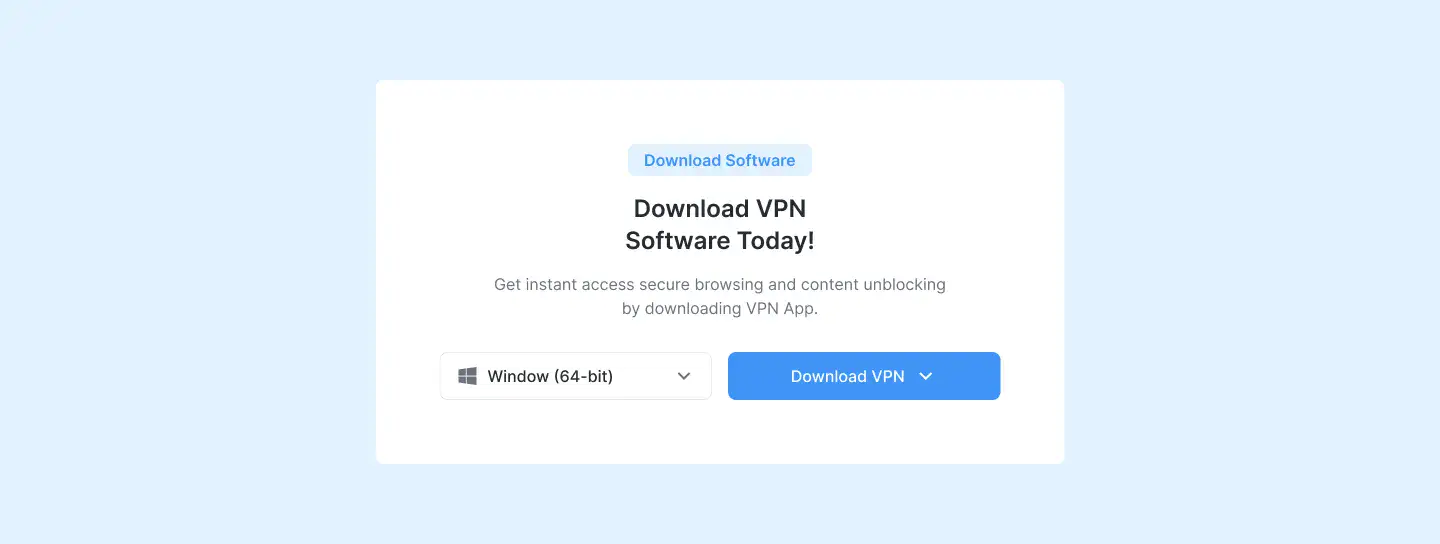 Download Software
Download VPN
Software Today!
Get instant access secure browsing and content unblocking
by downloading VPN App.
Window (64-bit)
Download VPN